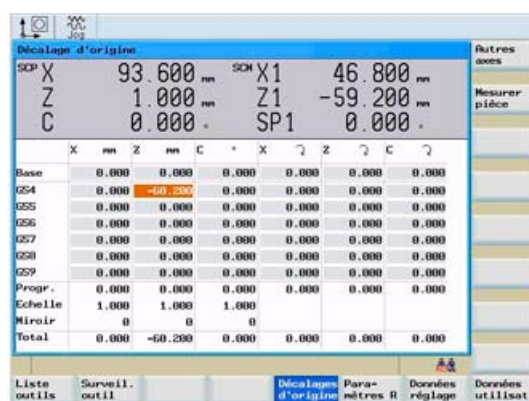 Jog
Décalage d'origine
SCP X 93.600 mm SCM X1 46.800 mm
Z 1.000 mm Z1 -59.200 mm
C 0.000 ° SP1 0.000 °
X mm Z mm C ° X Z C
Base 0.000 0.000 0.000 0.000 0.000 0.000
G54 0.000 -60.200 0.000 0.000 0.000 0.000
G55 0.000 0.000 0.000 0.000 0.000 0.000
G56 0.000 0.000 0.000 0.000 0.000 0.000
G57 0.000 0.000 0.000 0.000 0.000 0.000
G58 0.000 0.000 0.000 0.000 0.000 0.000
G59 0.000 0.000 0.000 0.000 0.000 0.000
Progr. 0.000 0.000 0.000 0.000 0.000 0.000
Echelle 1.000 1.000 1.000
Miroir 0 0 0
Total 0.000 -60.200 0.000 0.000 0.000 0.000
Autres
axes
Mesurer
pièce
Liste
outils
Surveil.
outil
Décalages
d'origine
Para-
mètres R
Données
réglage
Données
utilisat